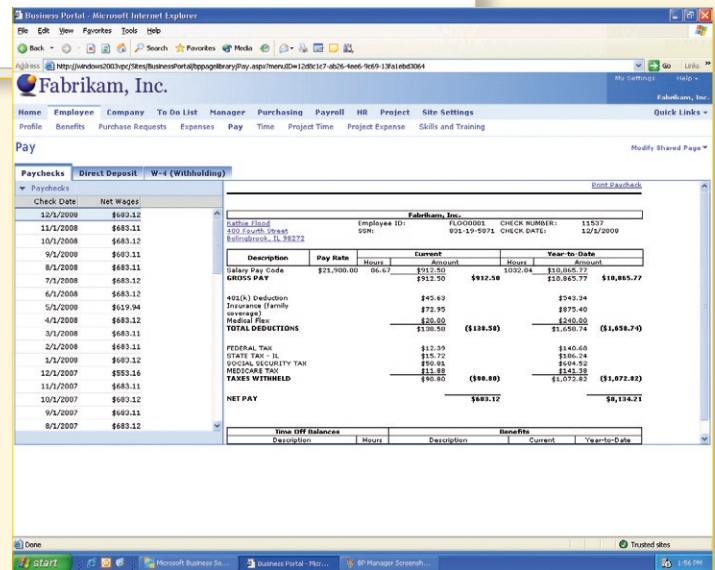 Business Portal - Microsoft Internet Explorer
File Edit View Favorites Tools Help
Back Search Favorites Media
Address http://windows2003vpc/Sites/BusinessPortal/bppagelibrary/Pay.aspx?menuID=12d8c1c7-ab26-4ee6-9c69-13fa1ebd3064 Go Links »
My Settings Help
Fabrikam, Inc.
Fabrikam, Inc.
Home Employee Company To Do List Manager Purchasing Payroll HR Project Site Settings Quick Links
Profile Benefits Purchase Requests Expenses Pay Time Project Time Project Expense Skills and Training
Pay Modify Shared Page
Paychecks Direct Deposit W-4 (Withholding)
Paychecks
Check Date Net Wages
12/1/2008 $683.12
11/1/2008 $683.11
10/1/2008 $683.12
9/1/2008 $683.11
8/1/2008 $683.11
7/1/2008 $683.12
6/1/2008 $683.12
5/1/2008 $619.94
4/1/2008 $683.12
3/1/2008 $683.11
2/1/2008 $683.11
1/1/2008 $683.12
12/1/2007 $553.16
11/1/2007 $683.11
10/1/2007 $683.12
9/1/2007 $683.11
8/1/2007 $683.12
Print Paycheck
Fabrikam, Inc.
Kathie Flood Employee ID: FLOO0001 CHECK NUMBER: 11537
400 Fourth Street SSN: CHECK DATE: 12/1/2008
Bolingbrook, IL 98272
Description Pay Rate Current Year-to-Date
Hours Amount Hours Amount
Salary Pay Code $21,900.00 86.67 $912.50 1032.04 $10,865.77
GROSS PAY $912.50 $912.50 $10,865.77 $10,865.77
401(k) Deduction $45.63 $543.34
Insurance (family coverage) $72.95 $875.40
Medical Flex $20.00 $240.00
TOTAL DEDUCTIONS $138.58 ($138.58) $1,658.74 ($1,658.74)
FEDERAL TAX $12.39 $140.68
STATE TAX - IL $15.72 $186.24
SOCIAL SECURITY TAX $50.81 $604.52
MEDICARE TAX $11.88 $141.38
TAXES WITHHELD $90.80 ($90.80) $1,072.82 ($1,072.82)
NET PAY $683.12 $8,134.21
Time Off Balances Benefits
Description Hours Description Current Year-to-Date
Done Trusted sites
start Microsoft Business So... Business Portal - Micr... BP Manager Screensh... 1:56 PM